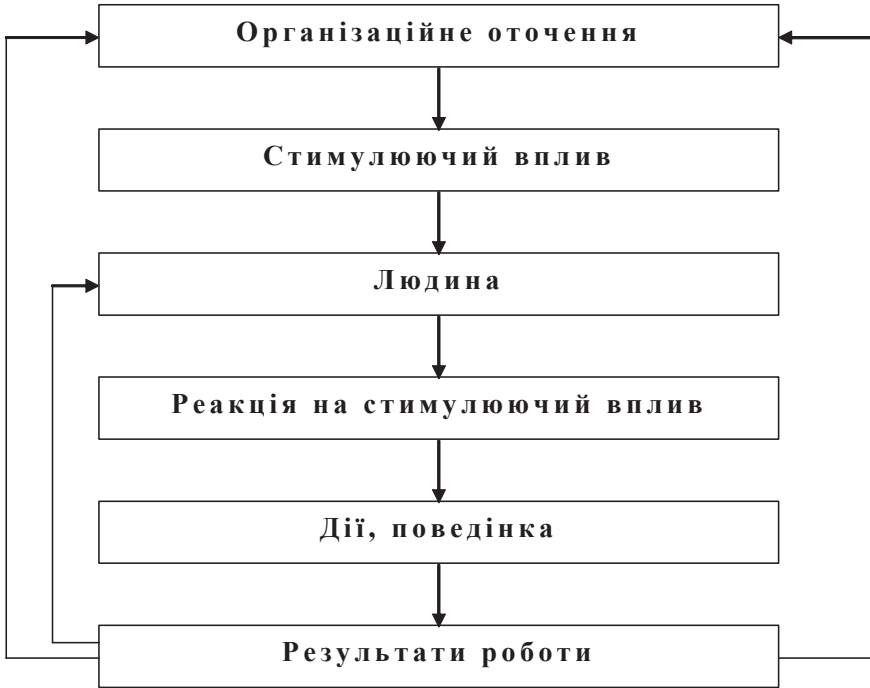 Організаційне оточення
Стимулюючий вплив
Людина
Реакція на стимулюючий вплив
Дії, поведінка
Результати роботи